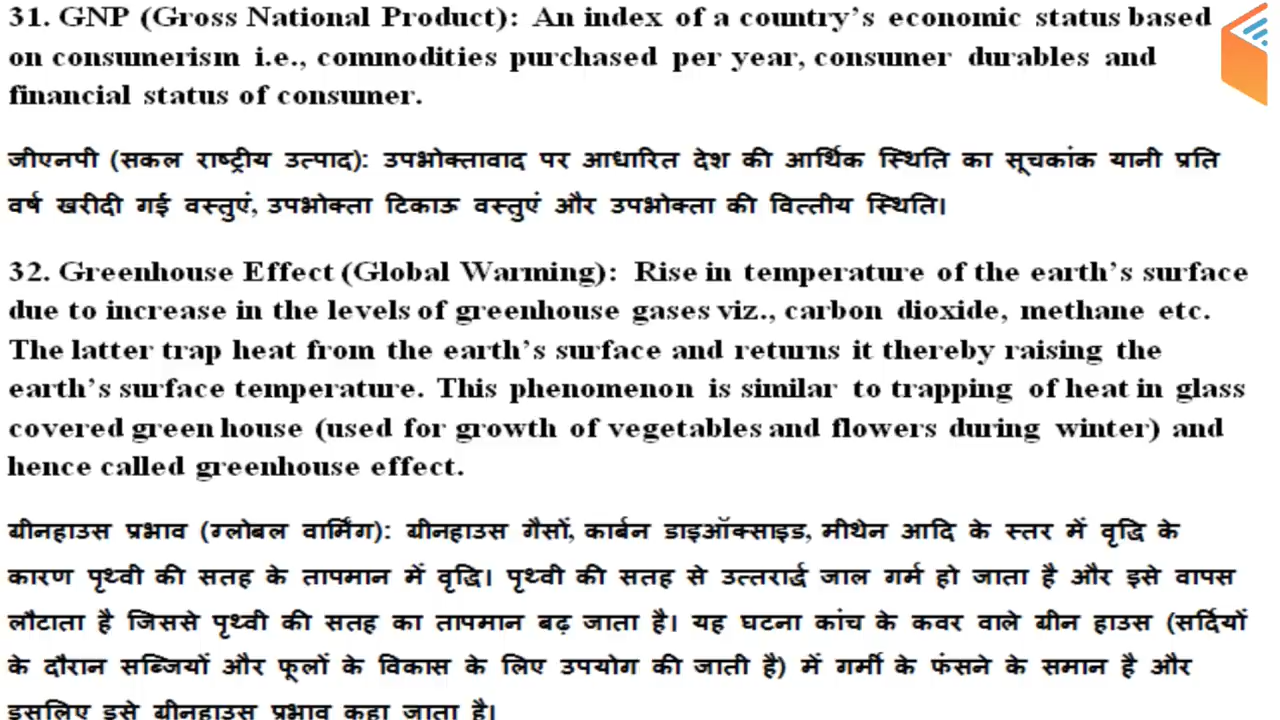 31. GNP (Gross National Product): An index of a country's economic status based
on consumerism i.e., commodities purchased per year, consumer durables and
financial status of consumer.
जीएनपी (सकल राष्ट्रीय उत्पाद): उपभोक्तावाद पर आधारित देश की आर्थिक स्थिति का सूचकांक यानी प्रति
वर्ष खरीदी गई वस्तुएं, उपभोक्ता टिकाऊ वस्तुएं और उपभोक्ता की वित्तीय स्थिति।
32. Greenhouse Effect (Global Warming): Rise in temperature of the earth's surface
due to increase in the levels of greenhouse gases viz., carbon dioxide, methane etc.
The latter trap heat from the earth's surface and returns it thereby raising the
earth's surface temperature. This phenomenon is similar to trapping of heat in glass
covered green house (used for growth of vegetables and flowers during winter) and
hence called greenhouse effect.
ग्रीनहाउस प्रभाव (ग्लोबल वार्मिंग): ग्रीनहाउस गैसों, कार्बन डाइऑक्साइड, मीथेन आदि के स्तर में वृद्धि के
कारण पृथ्वी की सतह के तापमान में वृद्धि। पृथ्वी की सतह से उत्तरार्द्ध जाल गर्म हो जाता है और इसे वापस
लौटाता है जिससे पृथ्वी की सतह का तापमान बढ़ जाता है। यह घटना कांच के कवर वाले ग्रीन हाउस (सर्दियों
के दौरान सब्जियों और फूलों के विकास के लिए उपयोग की जाती है) में गर्मी के फंसने के समान है और
इसलिए इसे ग्रीनहाउस प्रभाव कहा जाता है।